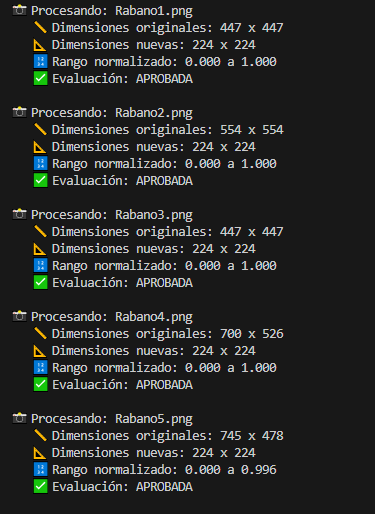 📷 Procesando: Rabano1.png
📏 Dimensiones originales: 447 x 447
📐 Dimensiones nuevas: 224 x 224
🔢 Rango normalizado: 0.000 a 1.000
✅ Evaluación: APROBADA
📷 Procesando: Rabano2.png
📏 Dimensiones originales: 554 x 554
📐 Dimensiones nuevas: 224 x 224
🔢 Rango normalizado: 0.000 a 1.000
✅ Evaluación: APROBADA
📷 Procesando: Rabano3.png
📏 Dimensiones originales: 447 x 447
📐 Dimensiones nuevas: 224 x 224
🔢 Rango normalizado: 0.000 a 1.000
✅ Evaluación: APROBADA
📷 Procesando: Rabano4.png
📏 Dimensiones originales: 700 x 526
📐 Dimensiones nuevas: 224 x 224
🔢 Rango normalizado: 0.000 a 1.000
✅ Evaluación: APROBADA
📷 Procesando: Rabano5.png
📏 Dimensiones originales: 745 x 478
📐 Dimensiones nuevas: 224 x 224
🔢 Rango normalizado: 0.000 a 0.996
✅ Evaluación: APROBADA